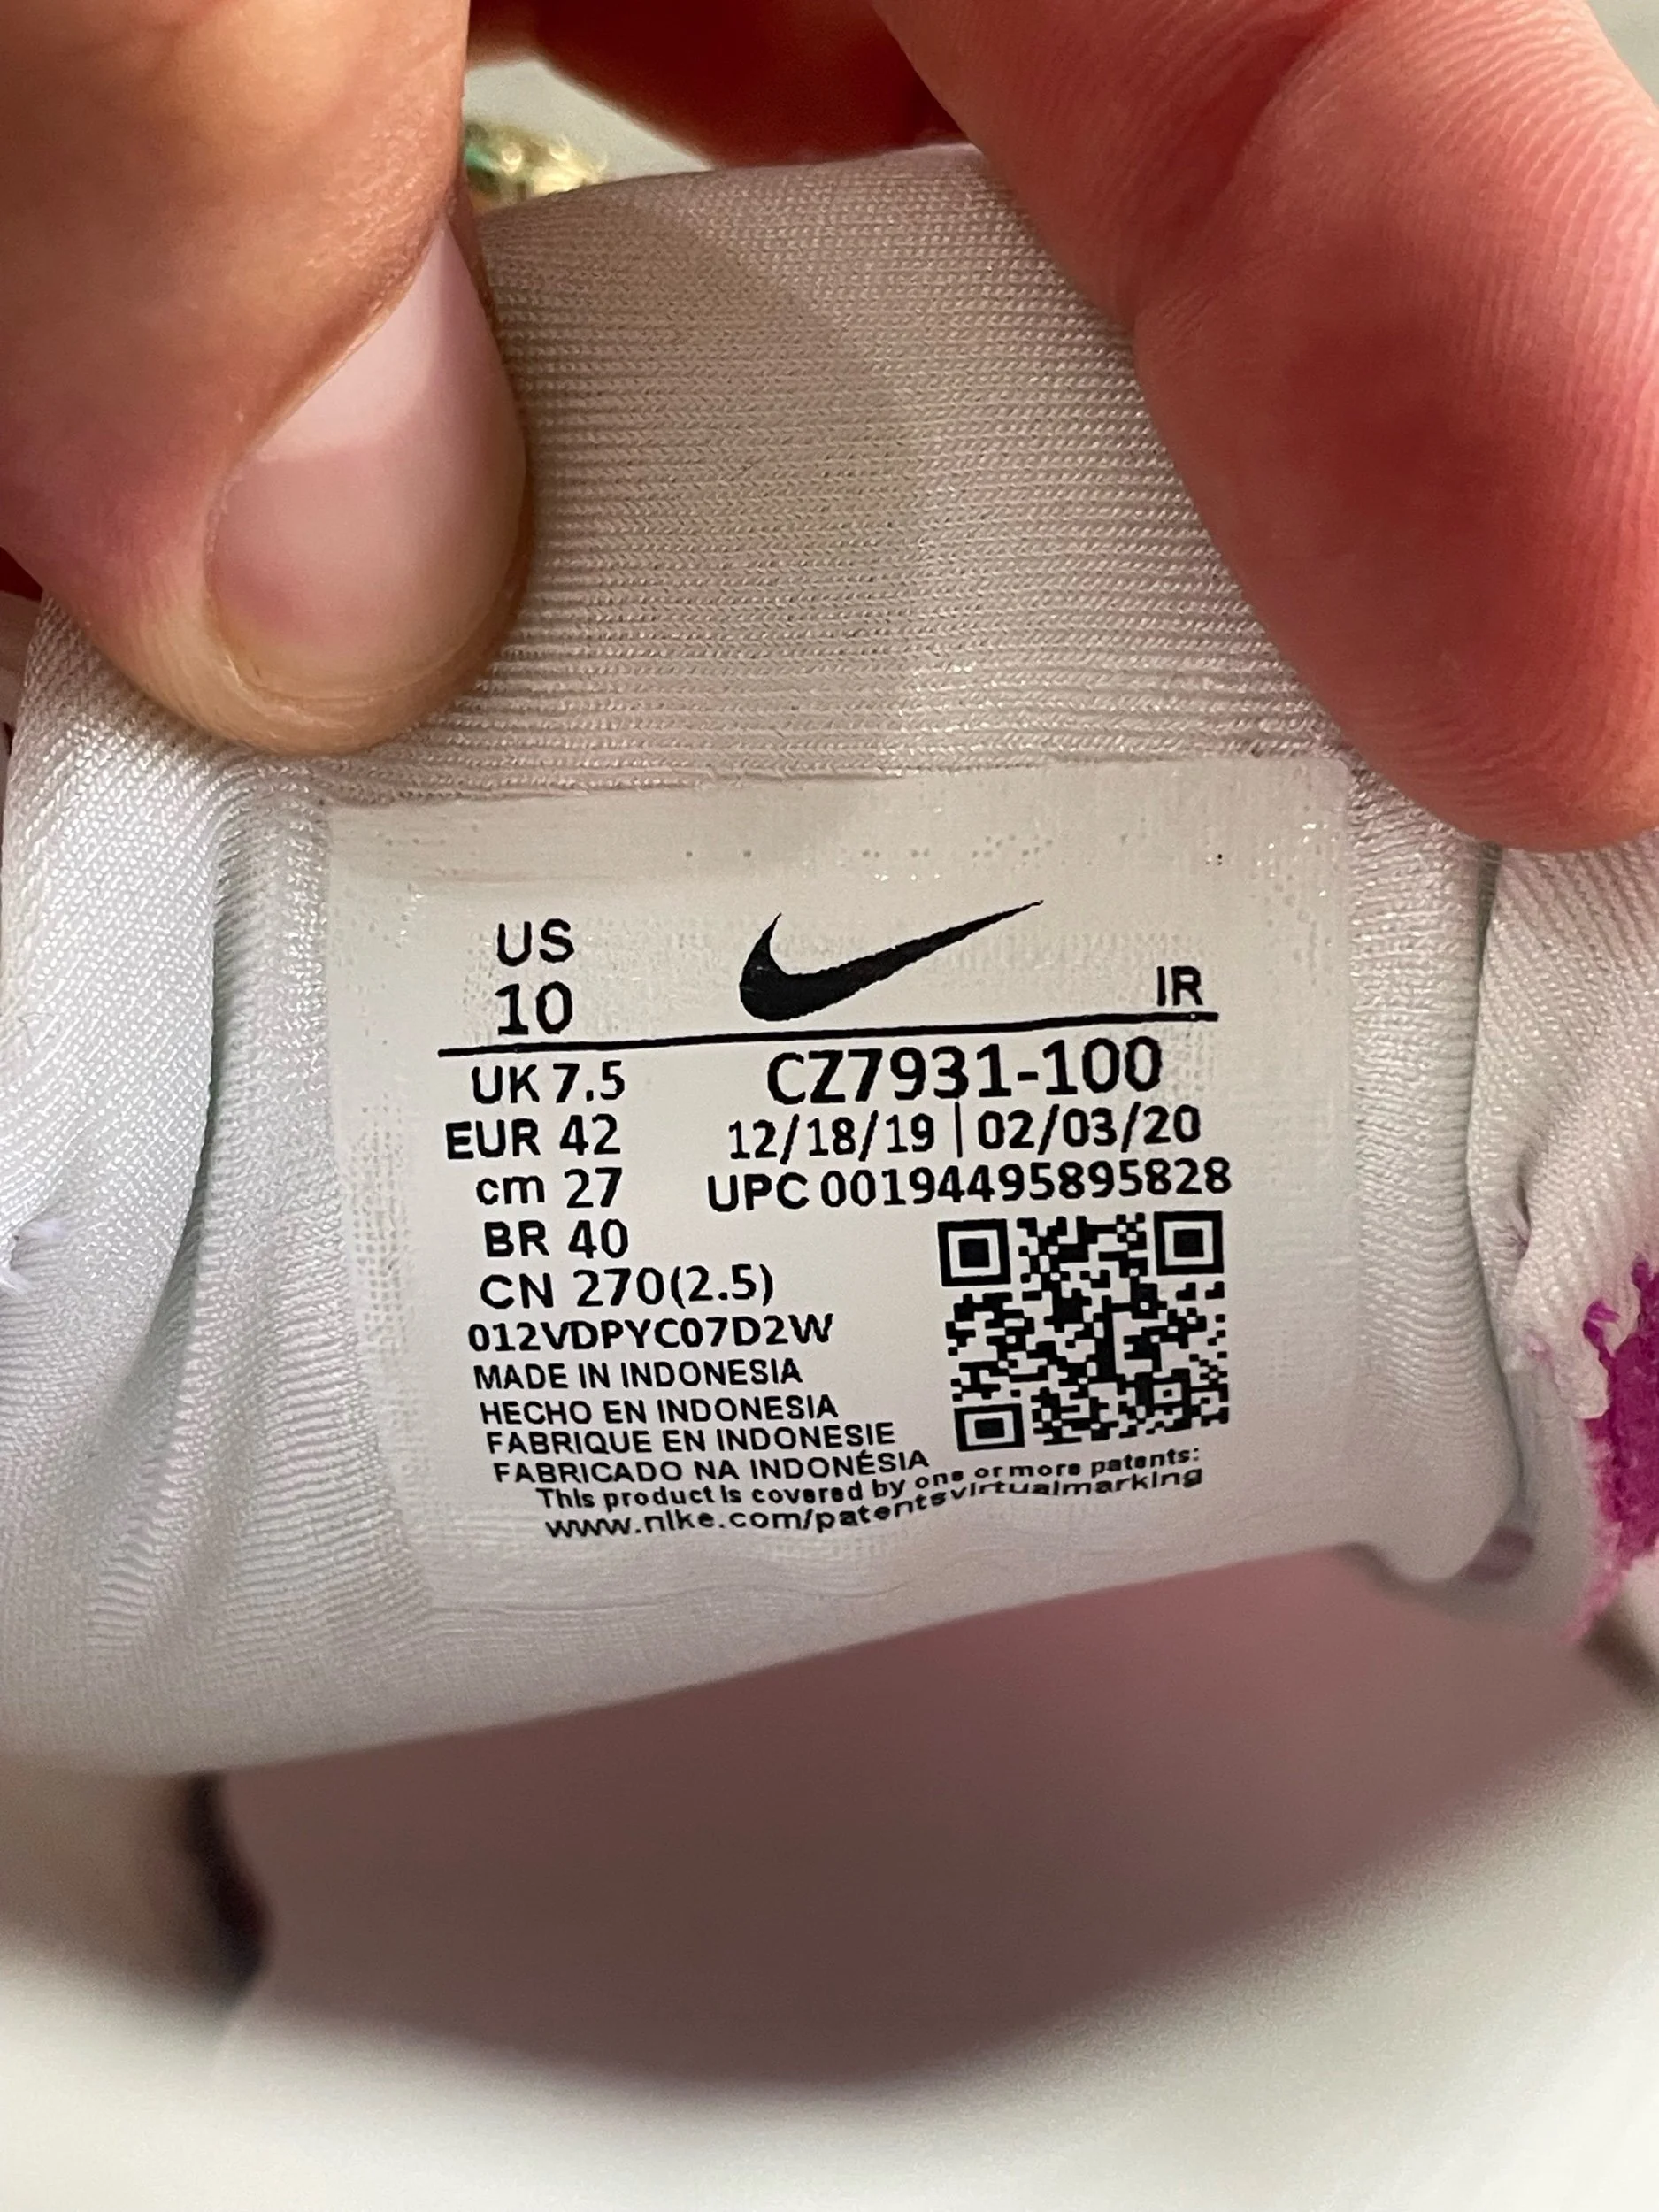 US
10
IR
UK 7.5
CZ7931-100
EUR 42
12/18/19 | 02/03/20
cm 27
UPC 00194495895828
BR 40
CN 270(2.5)
012VDPYC07D2W
MADE IN INDONESIA
HECHO EN INDONESIA
FABRIQUE EN INDONESIE
FABRICADO NA INDONÉSIA
This product is covered by one or more patents:
www.nike.com/patentsvirtualmarking